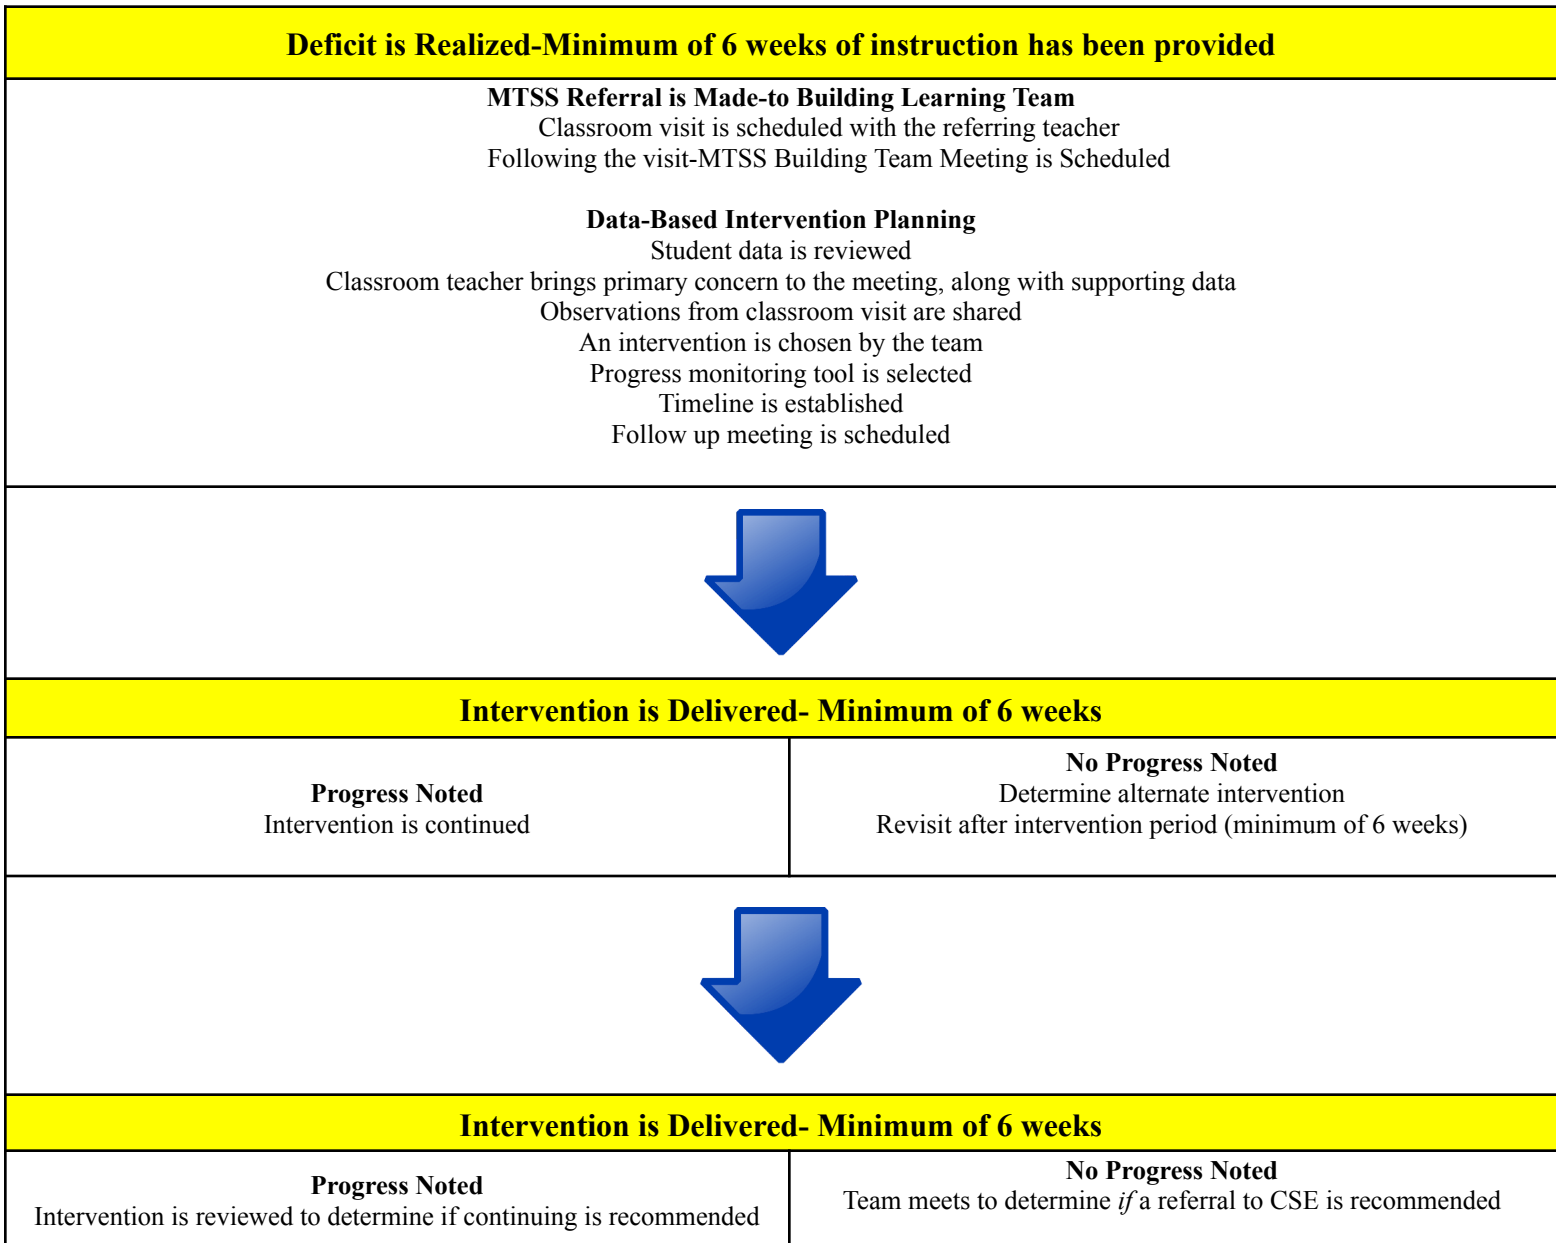 Deficit is Realized-Minimum of 6 weeks of instruction has been provided
MTSS Referral is Made-to Building Learning Team
Classroom visit is scheduled with the referring teacher
Following the visit-MTSS Building Team Meeting is Scheduled
Data-Based Intervention Planning
Student data is reviewed
Classroom teacher brings primary concern to the meeting, along with supporting data
Observations from classroom visit are shared
An intervention is chosen by the team
Progress monitoring tool is selected
Timeline is established
Follow up meeting is scheduled
Intervention is Delivered- Minimum of 6 weeks
Progress Noted
Intervention is continued
No Progress Noted
Determine alternate intervention
Revisit after intervention period (minimum of 6 weeks)
Intervention is Delivered- Minimum of 6 weeks
Progress Noted
Intervention is reviewed to determine if continuing is recommended
No Progress Noted
Team meets to determine if a referral to CSE is recommended